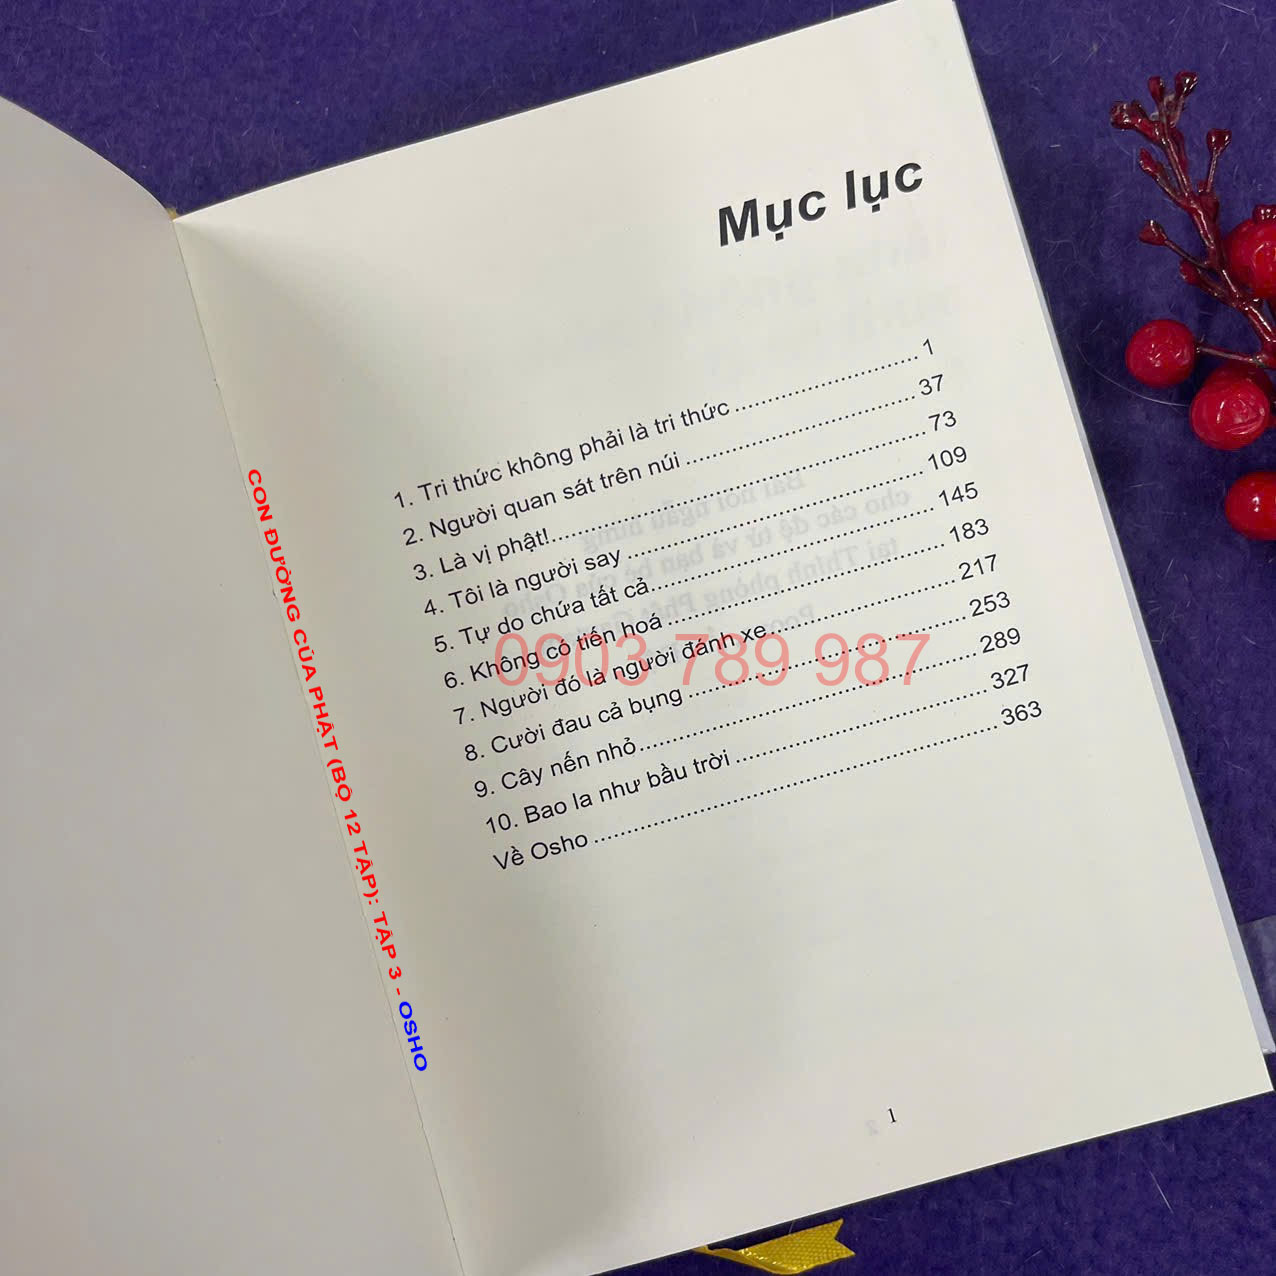 Mục lục
1. Tri thức không phải là tri thức ........ 1
2. Người quan sát trên núi ........ 37
3. Là vị phật! ........ 73
4. Tôi là người say ........ 109
5. Tự do chứa tất cả ........ 145
6. Không có tiến hoá ........ 183
7. Người đó là người đánh xe ........ 217
8. Cười đau cả bụng ........ 253
9. Cây nến nhỏ ........ 289
10. Bao la như bầu trời ........ 327
Về Osho ........ 363
1
CON ĐƯỜNG CỦA PHẬT (BỘ 12 TẬP): TẬP 3 - OSHO
0903 789 987